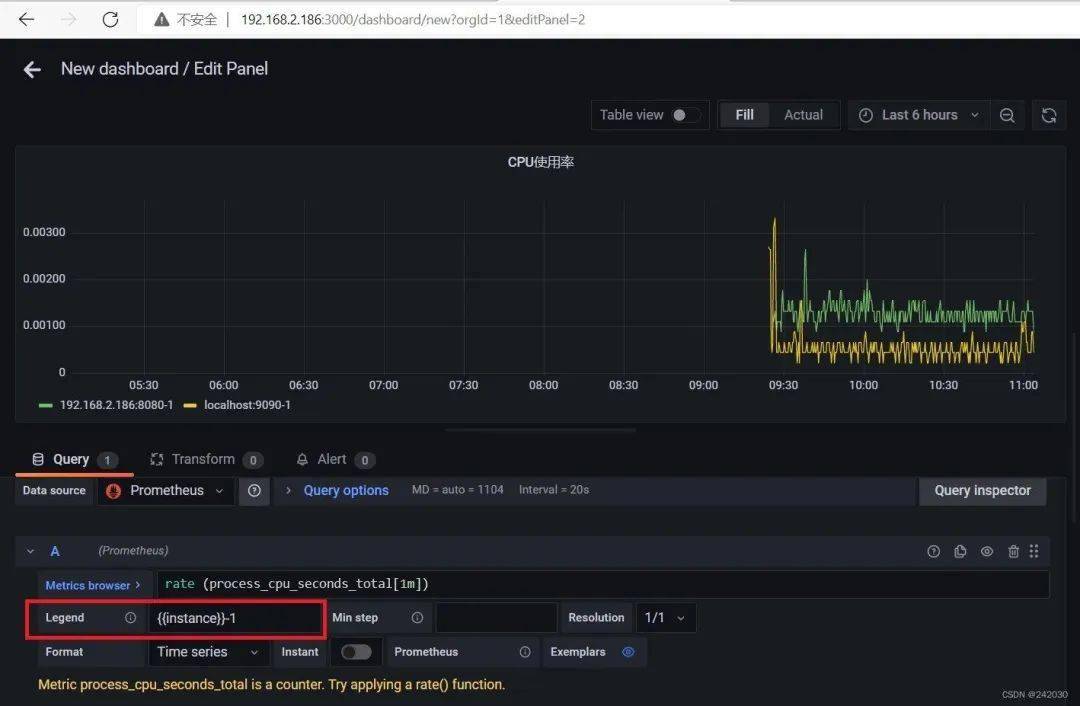 不安全 | 192.168.2.186:3000/dashboard/new?orgId=1&editPanel=2
New dashboard / Edit Panel
Table view Fill Actual Last 6 hours
CPU使用率
0.00300
0.00200
0.00100
0
05:30 06:00 06:30 07:00 07:30 08:00 08:30 09:00 09:30 10:00 10:30 11:00
192.168.2.186:8080-1 localhost:9090-1
Query 1 Transform 0 Alert 0
Data source Prometheus Query options MD = auto = 1104 Interval = 20s Query inspector
A (Prometheus)
Metrics browser > rate (process_cpu_seconds_total[1m])
Legend {{instance}}-1 Min step Resolution 1/1
Format Time series Instant Prometheus Exemplars
Metric process_cpu_seconds_total is a counter. Try applying a rate() function.
CSDN @242030